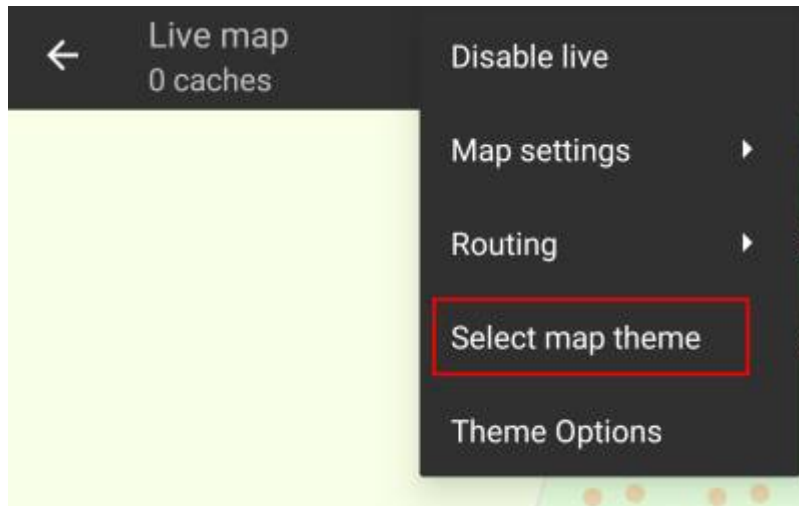 Live map
0 caches
Disable live
Map settings
Routing
Select map theme
Theme Options